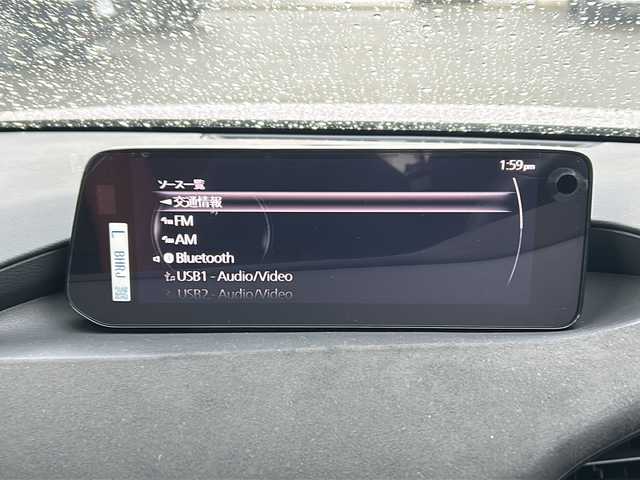 1:59pm
ソース一覧
交通情報
FM
AM
Bluetooth
USB1 - Audio/Video
USB2 - Audio/Video
L BHRJ